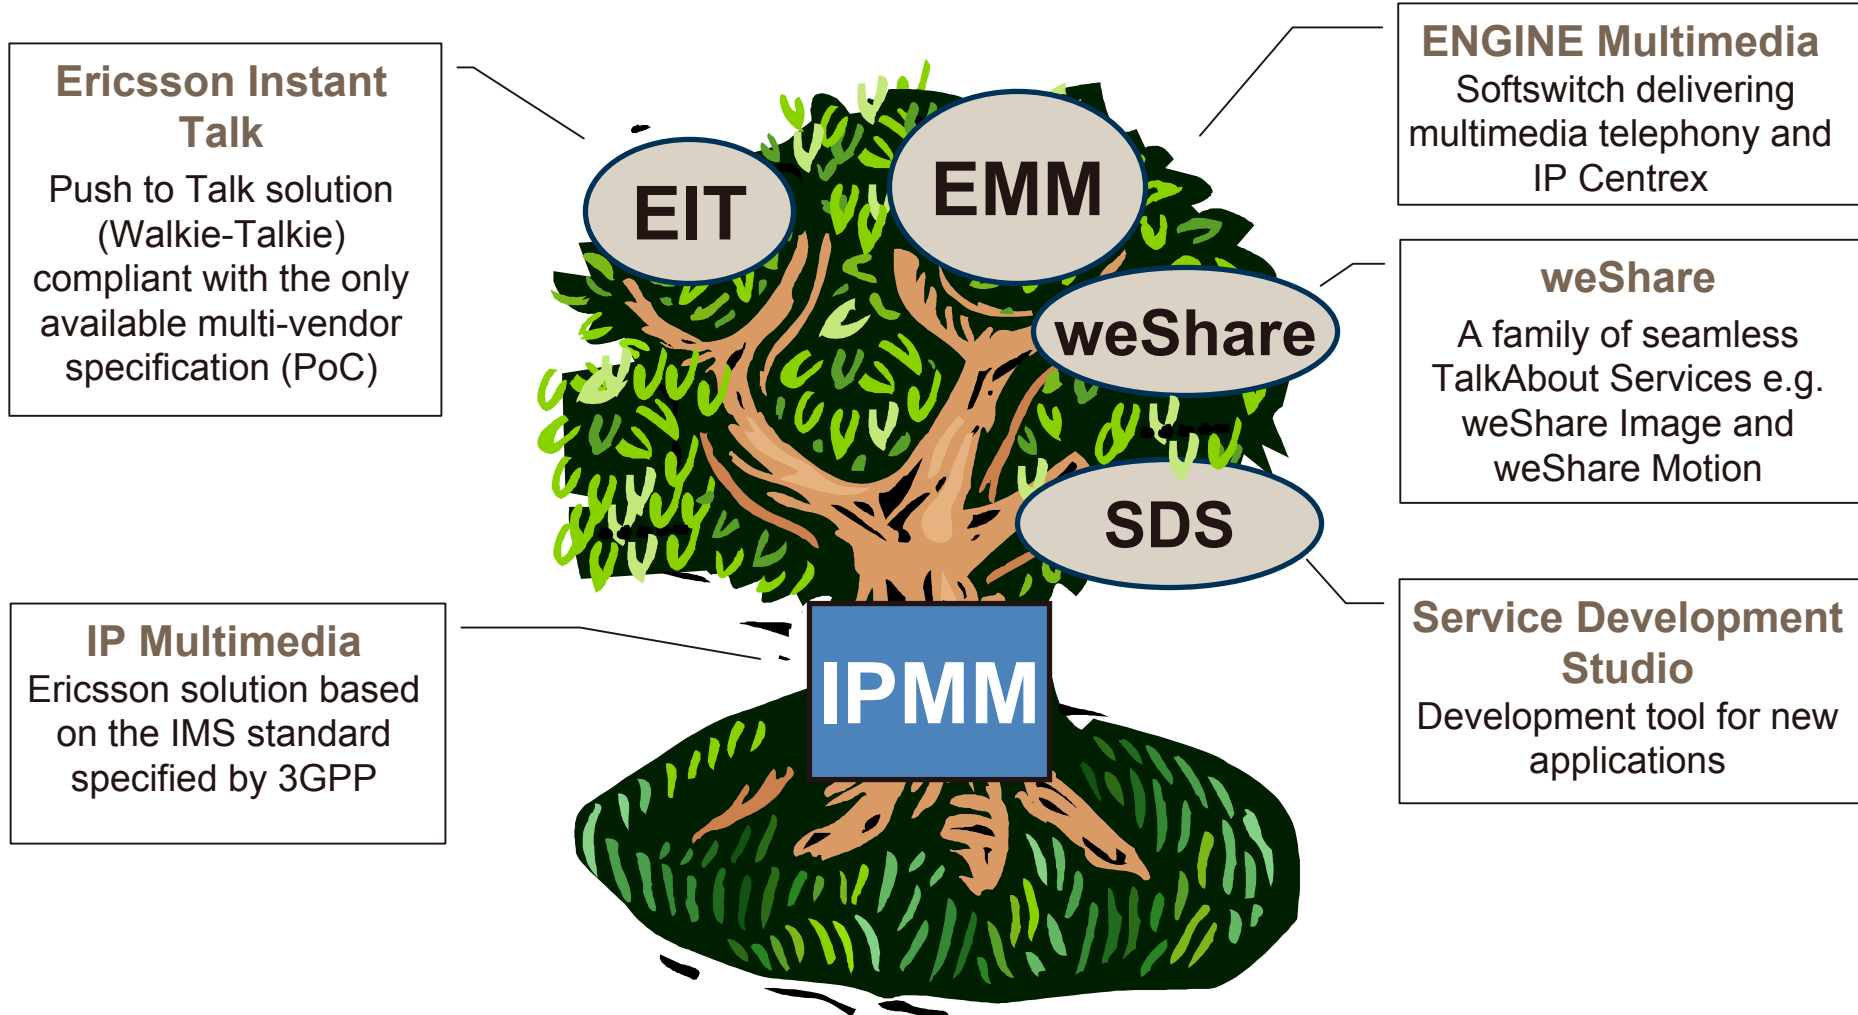 Ericsson Instant
Talk
Push to Talk solution
(Walkie-Talkie)
compliant with the only
available multi-vendor
specification (PoC)
IP Multimedia
Ericsson solution based
on the IMS standard
specified by 3GPP
EIT
EMM
weShare
SDS
IPMM
ENGINE Multimedia
Softswitch delivering
multimedia telephony and
IP Centrex
weShare
A family of seamless
TalkAbout Services e.g.
weShare Image and
weShare Motion
Service Development
Studio
Development tool for new
applications